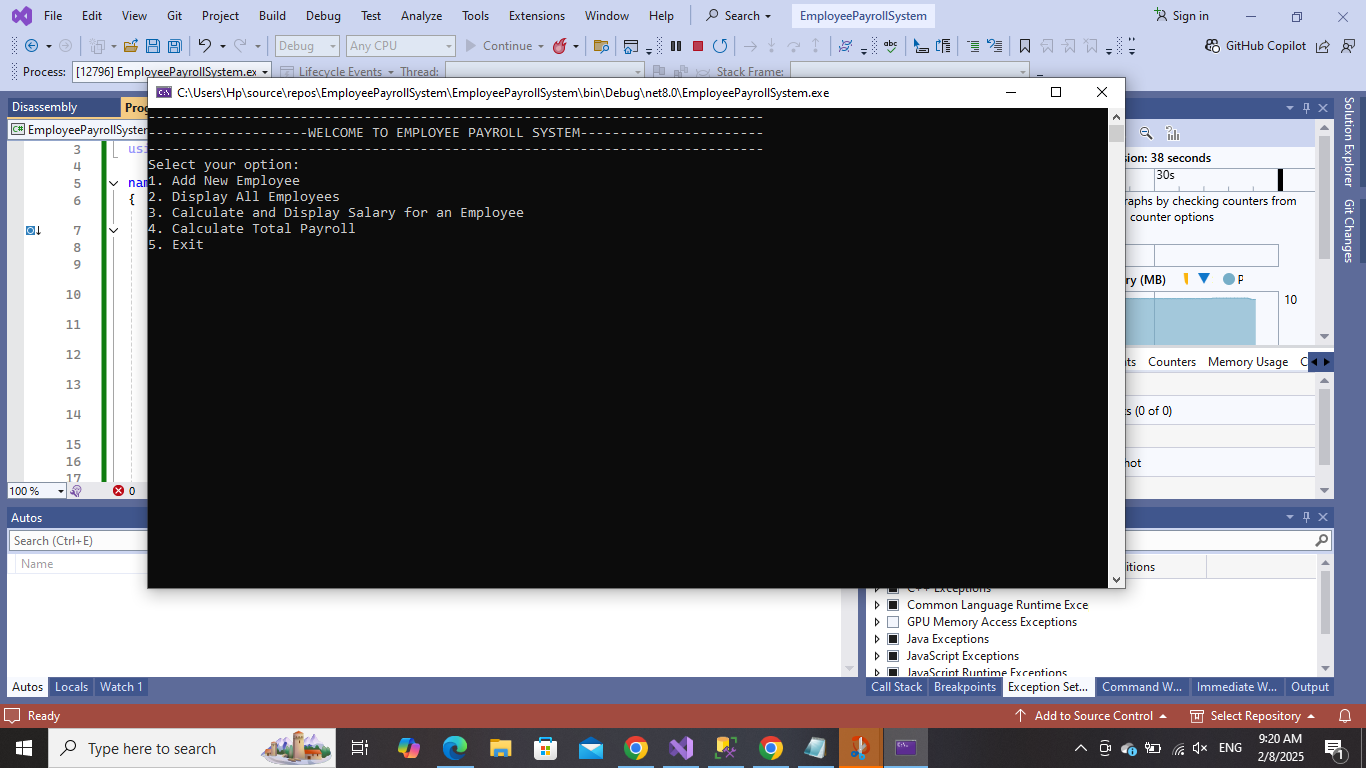 File Edit View Git Project Build Debug Test Analyze Tools Extensions Window Help Search EmployeePayrollSystem Sign in
Debug Any CPU Continue GitHub Copilot
Process: [12796] EmployeePayrollSystem.ex Lifecycle Events Thread: Stack Frame:
C:\Users\Hp\source\repos\EmployeePayrollSystem\EmployeePayrollSystem\bin\Debug\net8.0\EmployeePayrollSystem.exe
Disassembly Prog
EmployeePayrollSystem
-----------------------------------------------------------------------------
--------------------WELCOME TO EMPLOYEE PAYROLL SYSTEM-----------------------
-----------------------------------------------------------------------------
Select your option:
1. Add New Employee
2. Display All Employees
3. Calculate and Display Salary for an Employee
4. Calculate Total Payroll
5. Exit
3 usi
4
5 nam
6 {
7
8
9
10
11
12
13
14
15
16
17
100 % 0
sion: 38 seconds
30s
raphs by checking counters from
counter options
ry (MB) P
10
nts Counters Memory Usage C
ts (0 of 0)
hot
Solution Explorer
Git Changes
Autos
Search (Ctrl+E)
Name
itions
C++ Exceptions
Common Language Runtime Exce
GPU Memory Access Exceptions
Java Exceptions
JavaScript Exceptions
JavaScript Runtime Exceptions
Autos Locals Watch 1
Call Stack Breakpoints Exception Set... Command W... Immediate W... Output
Ready Add to Source Control Select Repository
Type here to search
ENG
9:20 AM
2/8/2025
1